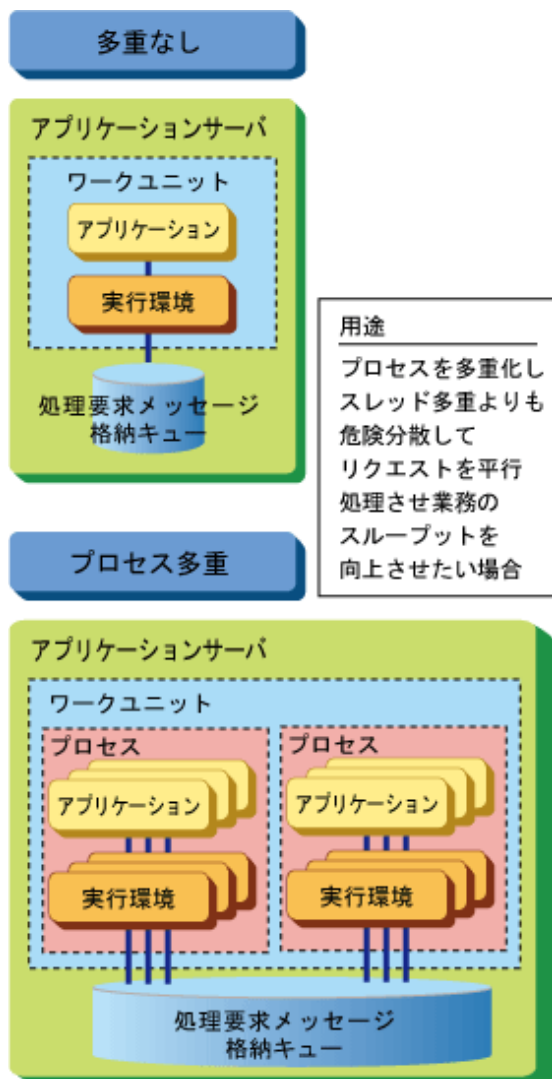 多重なし
アプリケーションサーバ
ワークユニット
アプリケーション
実行環境
処理要求メッセージ
格納キュー
用途
プロセスを多重化し
スレッド多重よりも
危険分散して
リクエストを平行
処理させ業務の
スループットを
向上させたい場合
プロセス多重
アプリケーションサーバ
ワークユニット
プロセス
アプリケーション
実行環境
プロセス
アプリケーション
実行環境
処理要求メッセージ
格納キュー